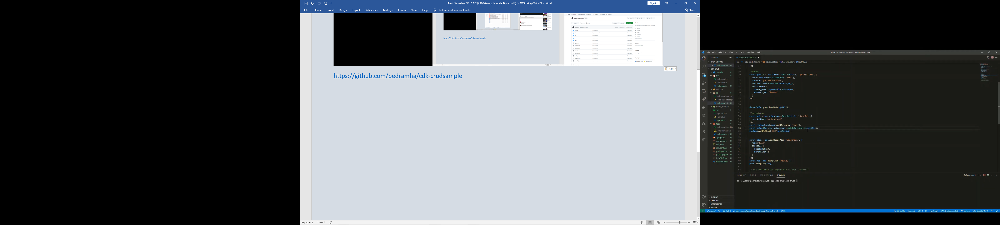 Basic Serverless CRUD API (API Gateway, Lambda, Dynamodb) in AWS Using CDK - P2 - Word
Sign in
File Home Insert Design Layout References Mailings Review View Help Tell me what you want to do
Share
cdk-crudsample
https://github.com/pedramha/cdk-crudsample
(Ctrl)
https://github.com/pedramha/cdk-crudsample
Page 1 of 1 1 word
220%
File Edit Selection View Go Run Terminal Help
cdk-crud-stack.ts - cdk-crud - Visual Studio Code
EXPLORER
OPEN EDITORS
cdk-crud-st... U
CDK-CRUD
.vscode
bin
cdk-crud.d.ts
cdk-crud.js
cdk-crud.ts U
cdk.out
lib
cdk-crud-stack.d...
cdk-crud-stack.js
cdk-crud-st... U
node_modules
src
get-all.d.ts
get-all.js
get-all.ts U
test
cdk-crud.test.d.ts
cdk-crud.test.js
cdk-crud.te... U
.gitignore U
.npmignore U
cdk.json U
jest.config.js U
package-loc... U
package.json U
README.md U
tsconfig.json U
OUTLINE
TIMELINE
NPM SCRIPTS
MAVEN
cdk-crud-stack.ts U
lib > cdk-crud-stack.ts > CdkCrudStack > constructor > getAllApi
17 });
18
19 //lambda
20 const getAll = new lambda.Function(this, 'getAllitems',{
21 code: new lambda.AssetCode('./src'),
22 handler:'get-all.handler',
23 runtime:lambda.Runtime.NODEJS_10_X,
24 environment:{
25 TABLE_NAME: dynmoTable.tableName,
26 PRIMARY_KEY:'itemId'
27 }
28 });
29
30
31 dynmoTable.grantReadData(getAll);
32
33 //apigateway
34 const api = new apigateway.RestApi(this,' testApi',{
35 restApiName:'my test api'
36 });
37 const rootApi=api.root.addResource('root');
38 const getAllApi=new apigateway.LambdaIntegration(getAll);
39 rootApi.addMethod('GET',getAllApi);
40
41
42 const plan = api.addUsagePlan('UsagePlan', {
43 name:'EASY',
44 throttle:{
45 rateLimit:20,
46 burstLimit:2
47 }
48 });
49 const key =api.addApiKey('ApiKey');
50 plan.addApiKey(key);
51
52 // cdk bootstrap aws://youraccountID/eu-central-1
PROBLEMS OUTPUT DEBUG CONSOLE TERMINAL
powershell
PS C:\Users\pedra\dev\repo\cdk-app\cdk-crud\cdk-crud>
master* 0 0 cdk-crud/src/get-all.handler (nodejs10.x) (cdk-crud) lib
Ln 38, Col 52 Spaces: 2 UTF-8 LF TypeScript AWS: (not connected) Go Live 4.4.0-dev.20210715